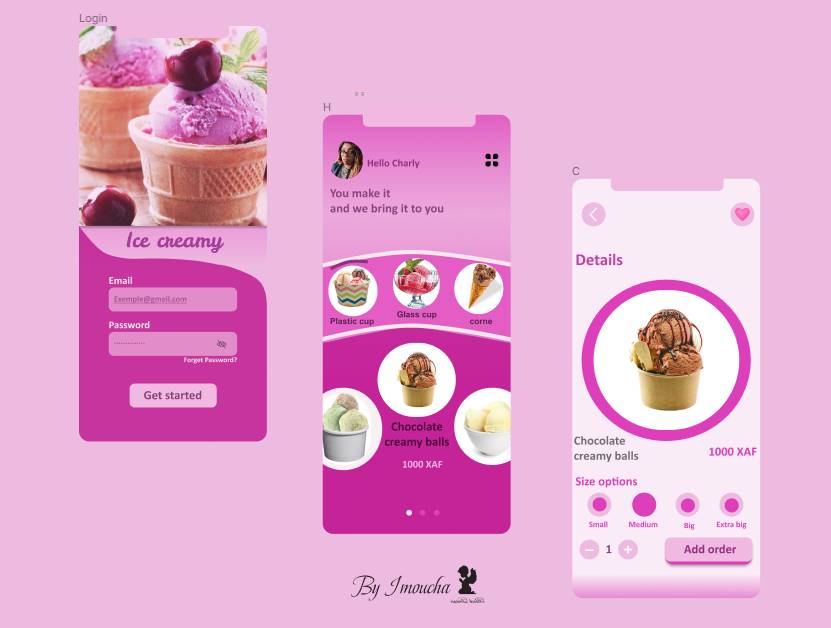 Login
Ice creamy
Email
Exemple@gmail.com
Password
Forget Password?
Get started
H
Hello Charly
You make it
and we bring it to you
Plastic cup
Glass cup
corne
Chocolate
creamy balls
1000 XAF
By Imoucha
C
Details
Chocolate
creamy balls
1000 XAF
Size options
Small
Medium
Big
Extra big
1
Add order